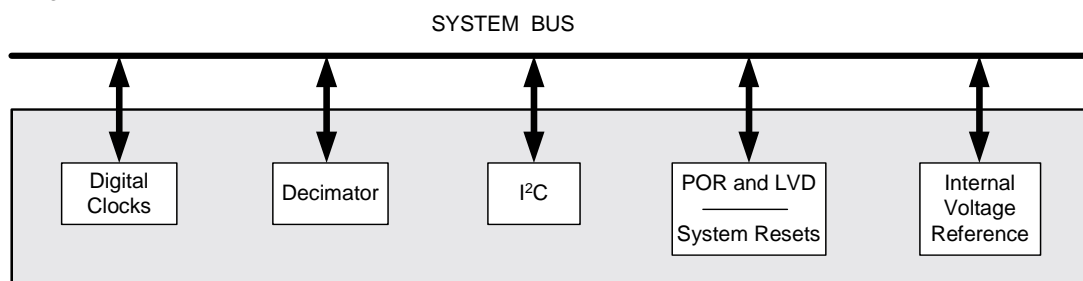 SYSTEM BUS
Digital
Clocks
Decimator
I²C
POR and LVD
System Resets
Internal
Voltage
Reference